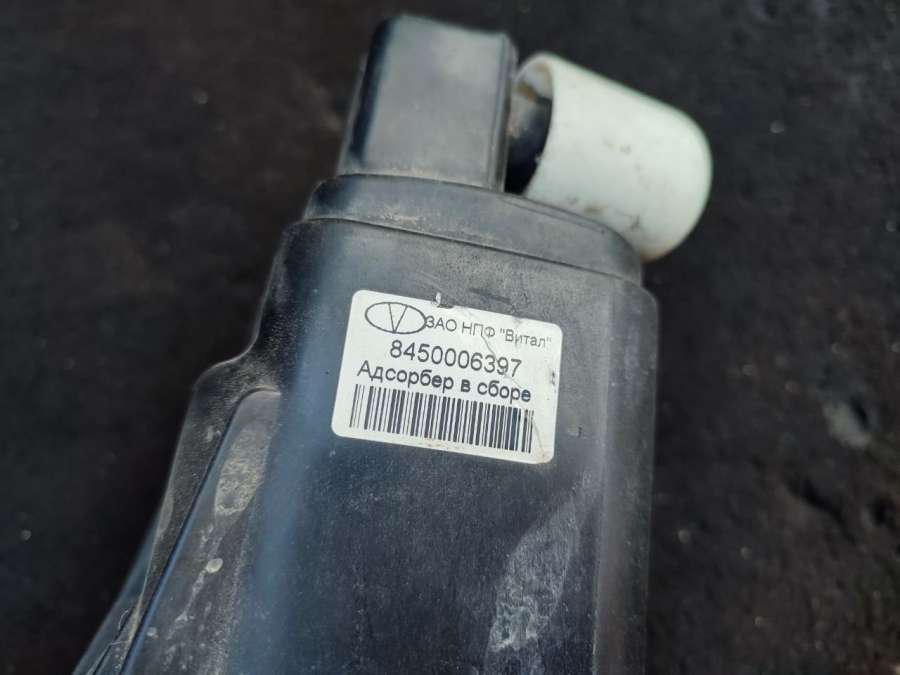 V ЗАО НПФ "Витал"
8450006397
Адсорбер в сборе